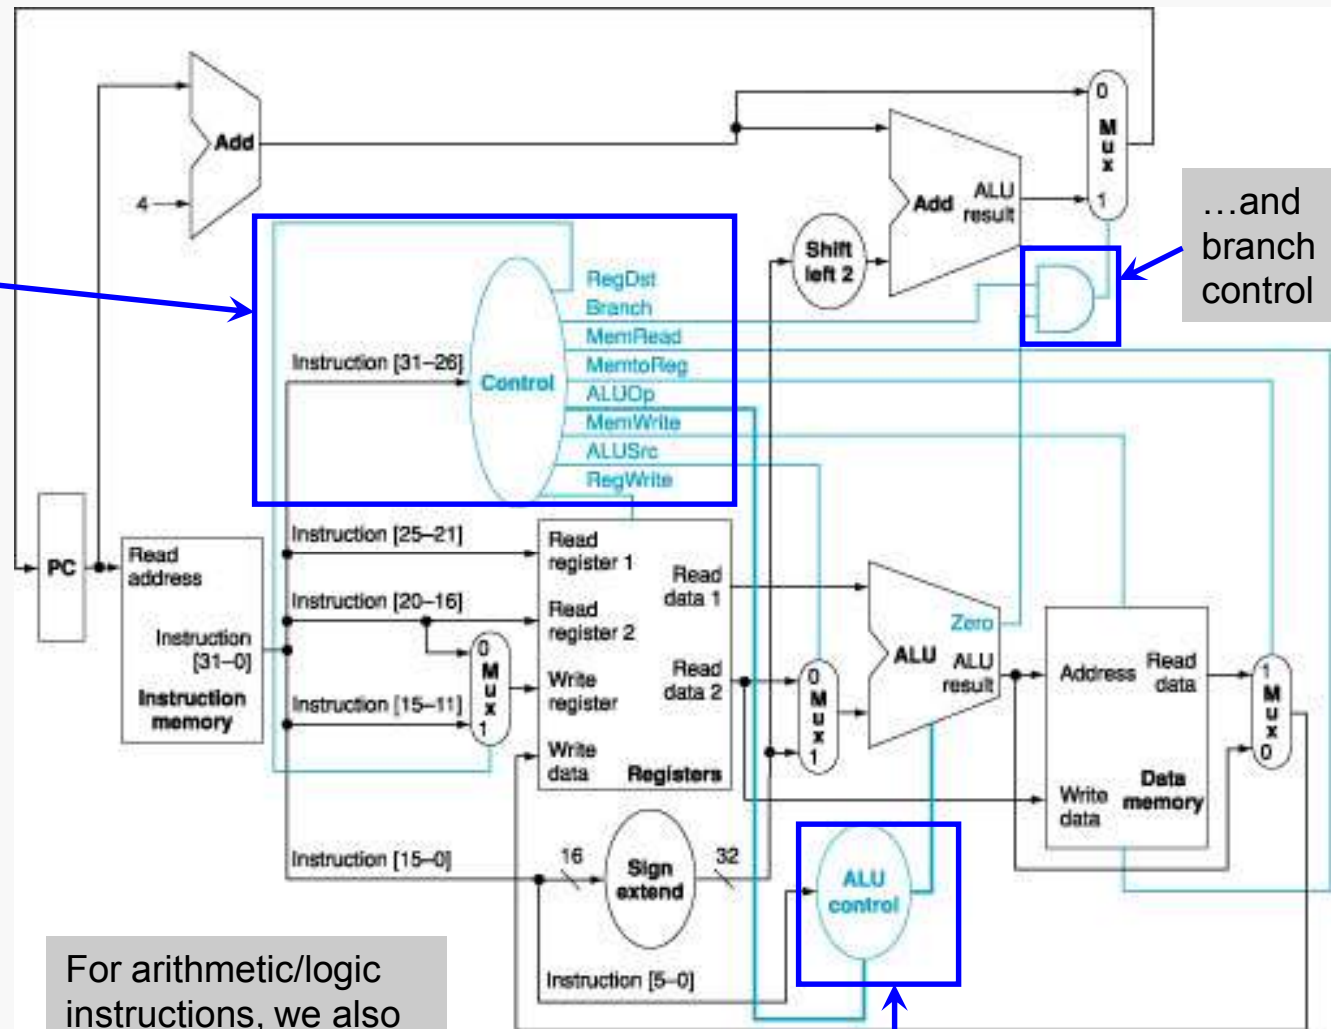 Add
4
0
M
u
x
1
Add
ALU
result
…and
branch
control
Shift
left 2
RegDst
Branch
MemRead
MemtoReg
ALUOp
MemWrite
ALUSrc
RegWrite
Instruction [31–26]
Control
PC
Read
address
Instruction
[31–0]
Instruction
memory
Instruction [25–21]
Instruction [20–16]
Instruction [15–11]
0
M
u
x
1
Read
register 1
Read
register 2
Write
register
Write
data
Read
data 1
Read
data 2
Registers
0
M
u
x
1
Zero
ALU
ALU
result
Address
Read
data
Write
data
Data
memory
1
M
u
x
0
Instruction [15–0]
16
Sign
extend
32
ALU
control
Instruction [5–0]
For arithmetic/logic
instructions, we also